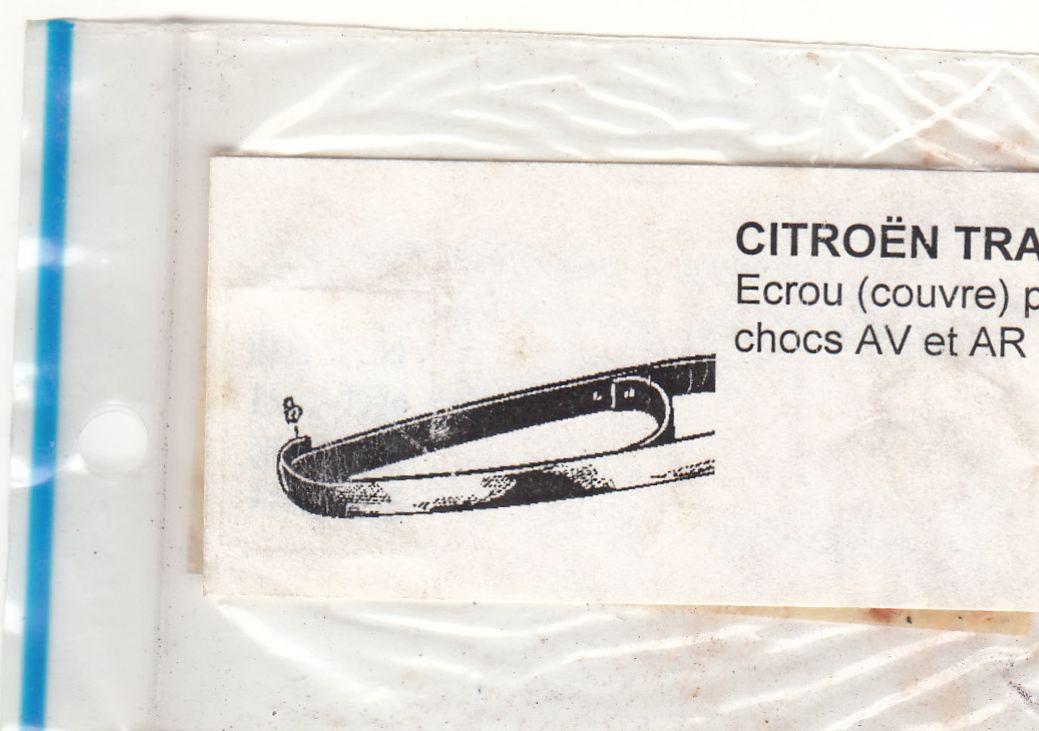 CITROËN TRA
Ecrou (couvre) p
chocs AV et AR